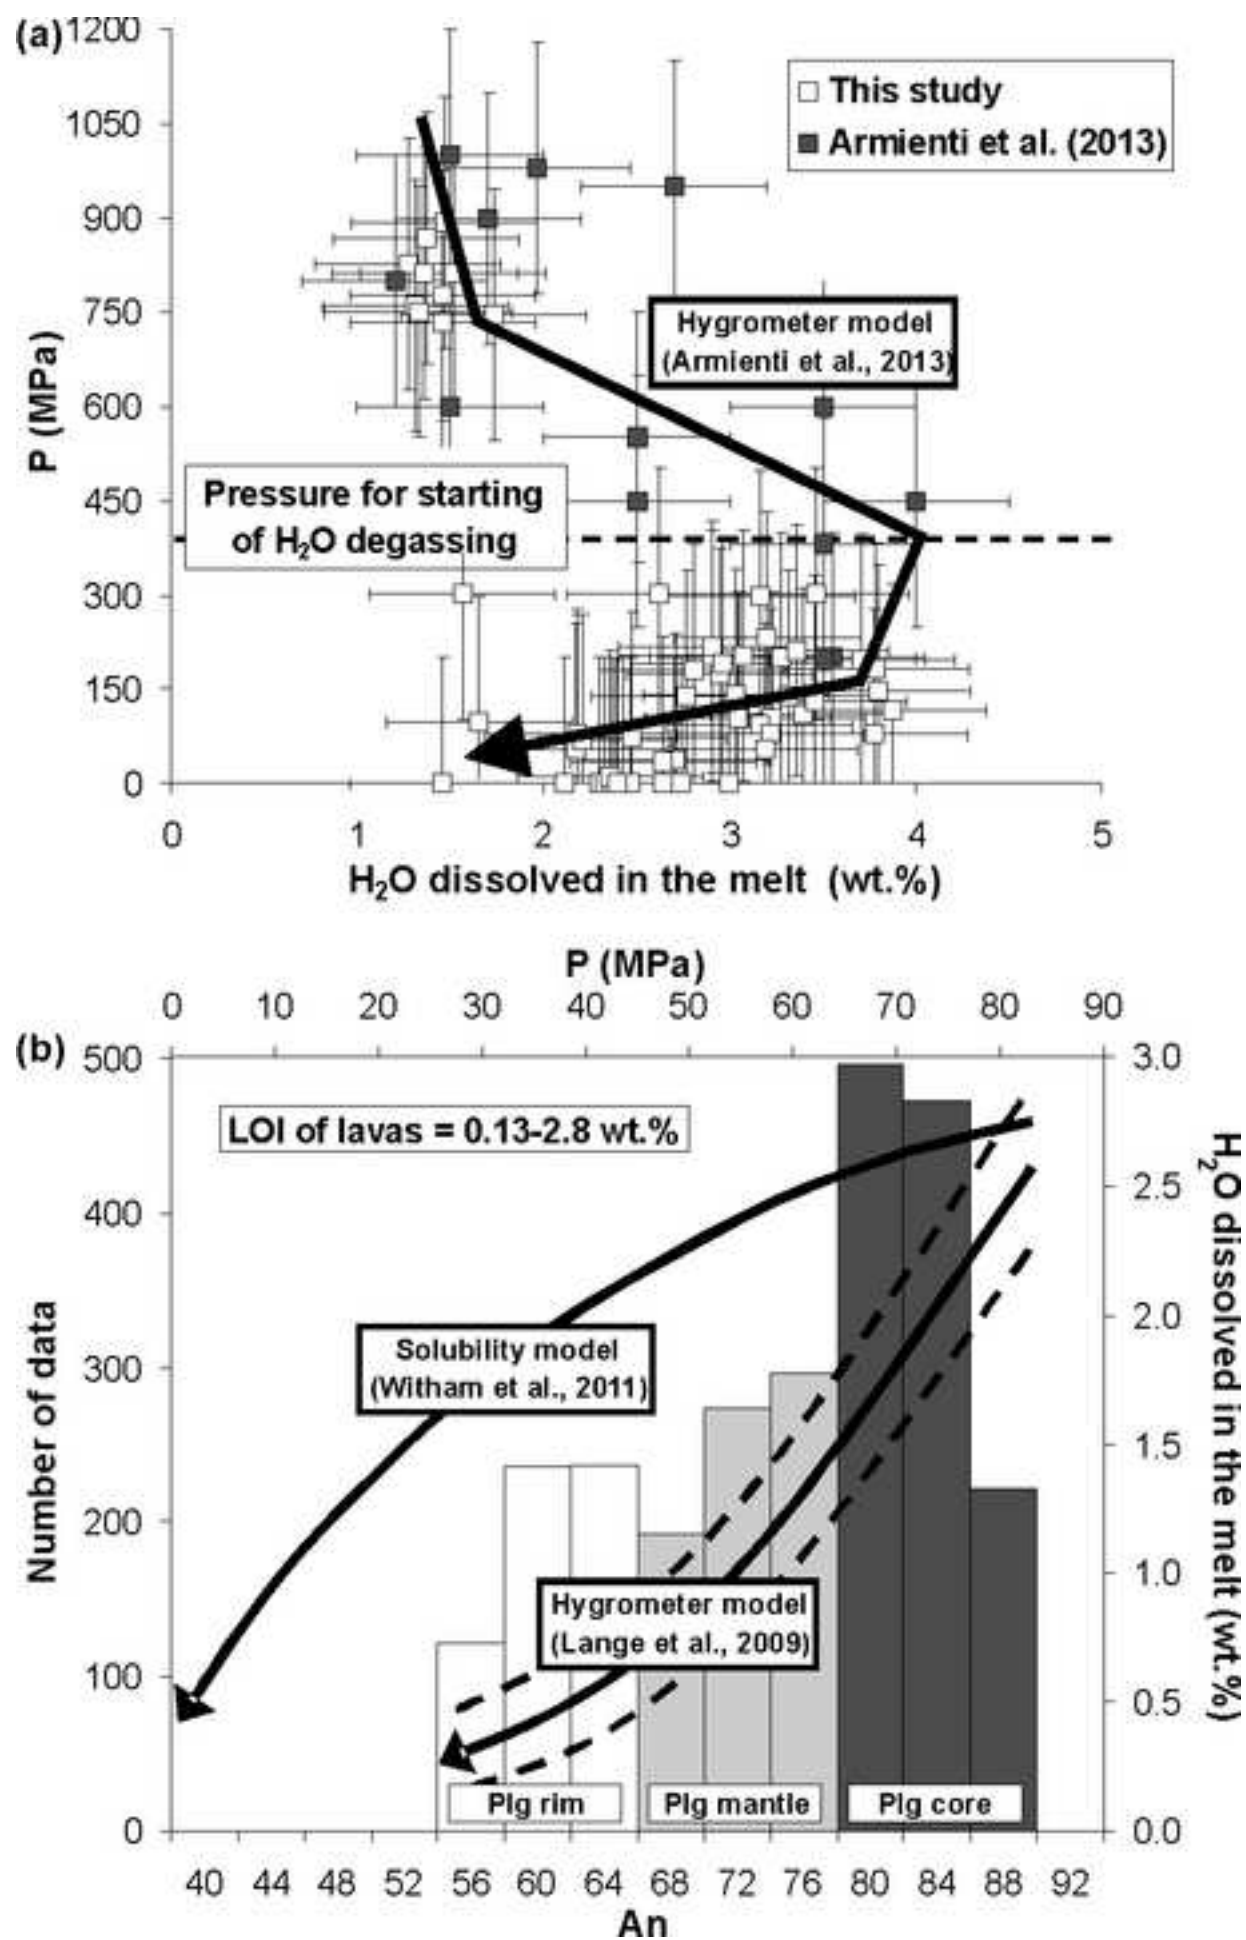 (a)
1200
1050
900
750
600
450
300
150
0
P (MPa)
This study
Armienti et al. (2013)
Hygrometer model
(Armienti et al., 2013)
Pressure for starting
of H₂O degassing
0 1 2 3 4 5
H₂O dissolved in the melt (wt.%)
P (MPa)
0 10 20 30 40 50 60 70 80 90
(b)
500
400
300
200
100
0
Number of data
LOI of lavas = 0.13-2.8 wt.%
Solubility model
(Witham et al., 2011)
Hygrometer model
(Lange et al., 2009)
Plg rim Plg mantle Plg core
3.0
2.5
2.0
1.5
1.0
0.5
0.0
H₂O dissolved in the melt (wt.%)
40 44 48 52 56 60 64 68 72 76 80 84 88 92
An